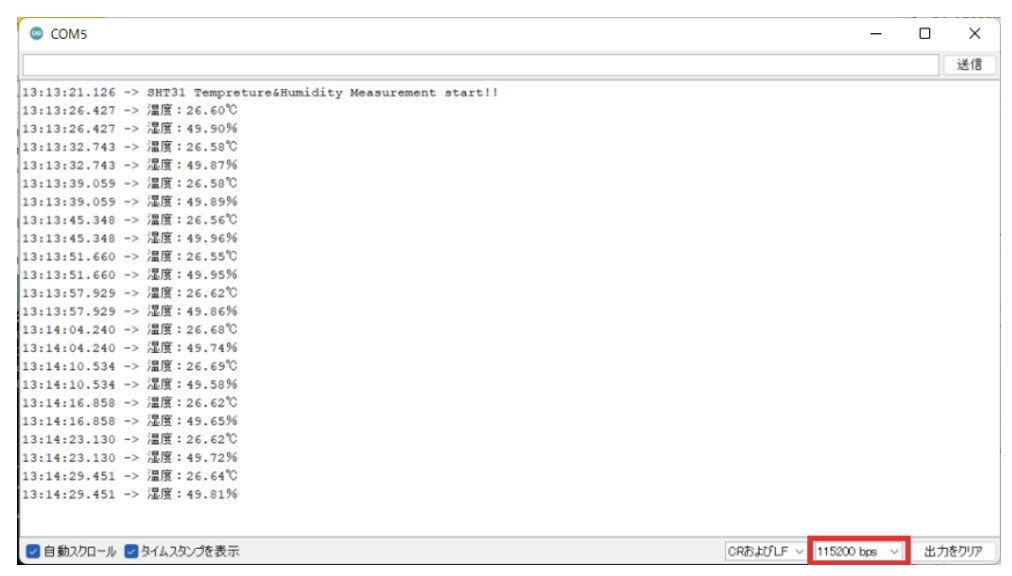 COM5
送信
13:13:21.126 -> SHT31 Tempreture&Humidity Measurement start!!
13:13:26.427 -> 温度：26.60℃
13:13:26.427 -> 湿度：49.90%
13:13:32.743 -> 温度：26.58℃
13:13:32.743 -> 湿度：49.87%
13:13:39.059 -> 温度：26.58℃
13:13:39.059 -> 湿度：49.89%
13:13:45.348 -> 温度：26.56℃
13:13:45.348 -> 湿度：49.96%
13:13:51.660 -> 温度：26.55℃
13:13:51.660 -> 湿度：49.95%
13:13:57.929 -> 温度：26.62℃
13:13:57.929 -> 湿度：49.86%
13:14:04.240 -> 温度：26.68℃
13:14:04.240 -> 湿度：49.74%
13:14:10.534 -> 温度：26.69℃
13:14:10.534 -> 湿度：49.58%
13:14:16.858 -> 温度：26.62℃
13:14:16.858 -> 湿度：49.65%
13:14:23.130 -> 温度：26.62℃
13:14:23.130 -> 湿度：49.72%
13:14:29.451 -> 温度：26.64℃
13:14:29.451 -> 湿度：49.81%
自動スクロール タイムスタンプを表示 CRおよびLF 115200 bps 出力をクリア